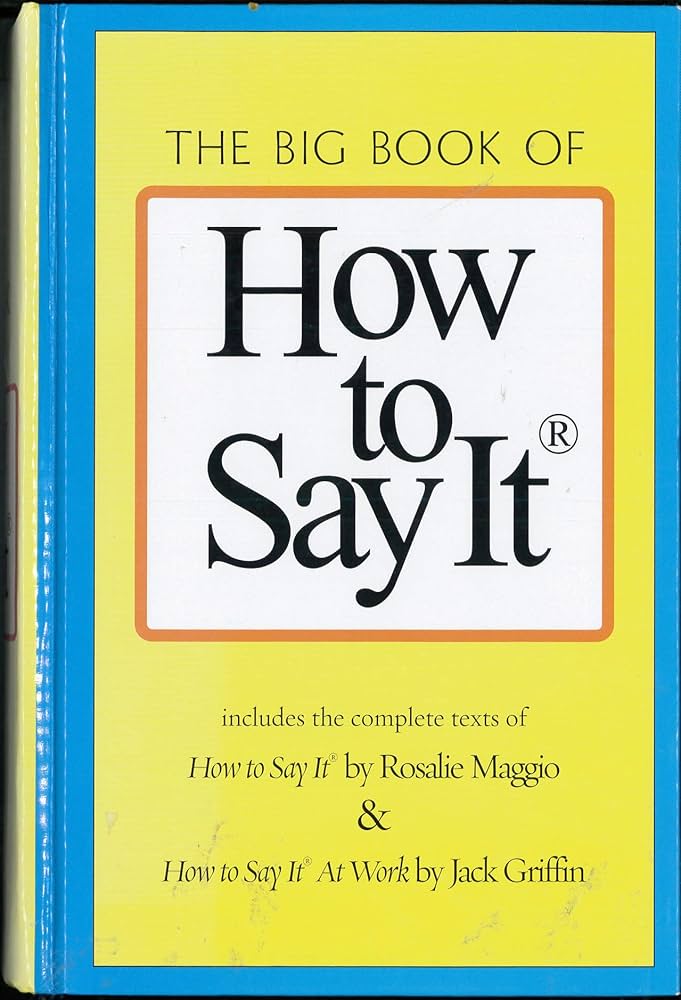 THE BIG BOOK OF
How
to
Say It®
includes the complete texts of
How to Say It® by Rosalie Maggio
&
How to Say It® At Work by Jack Griffin